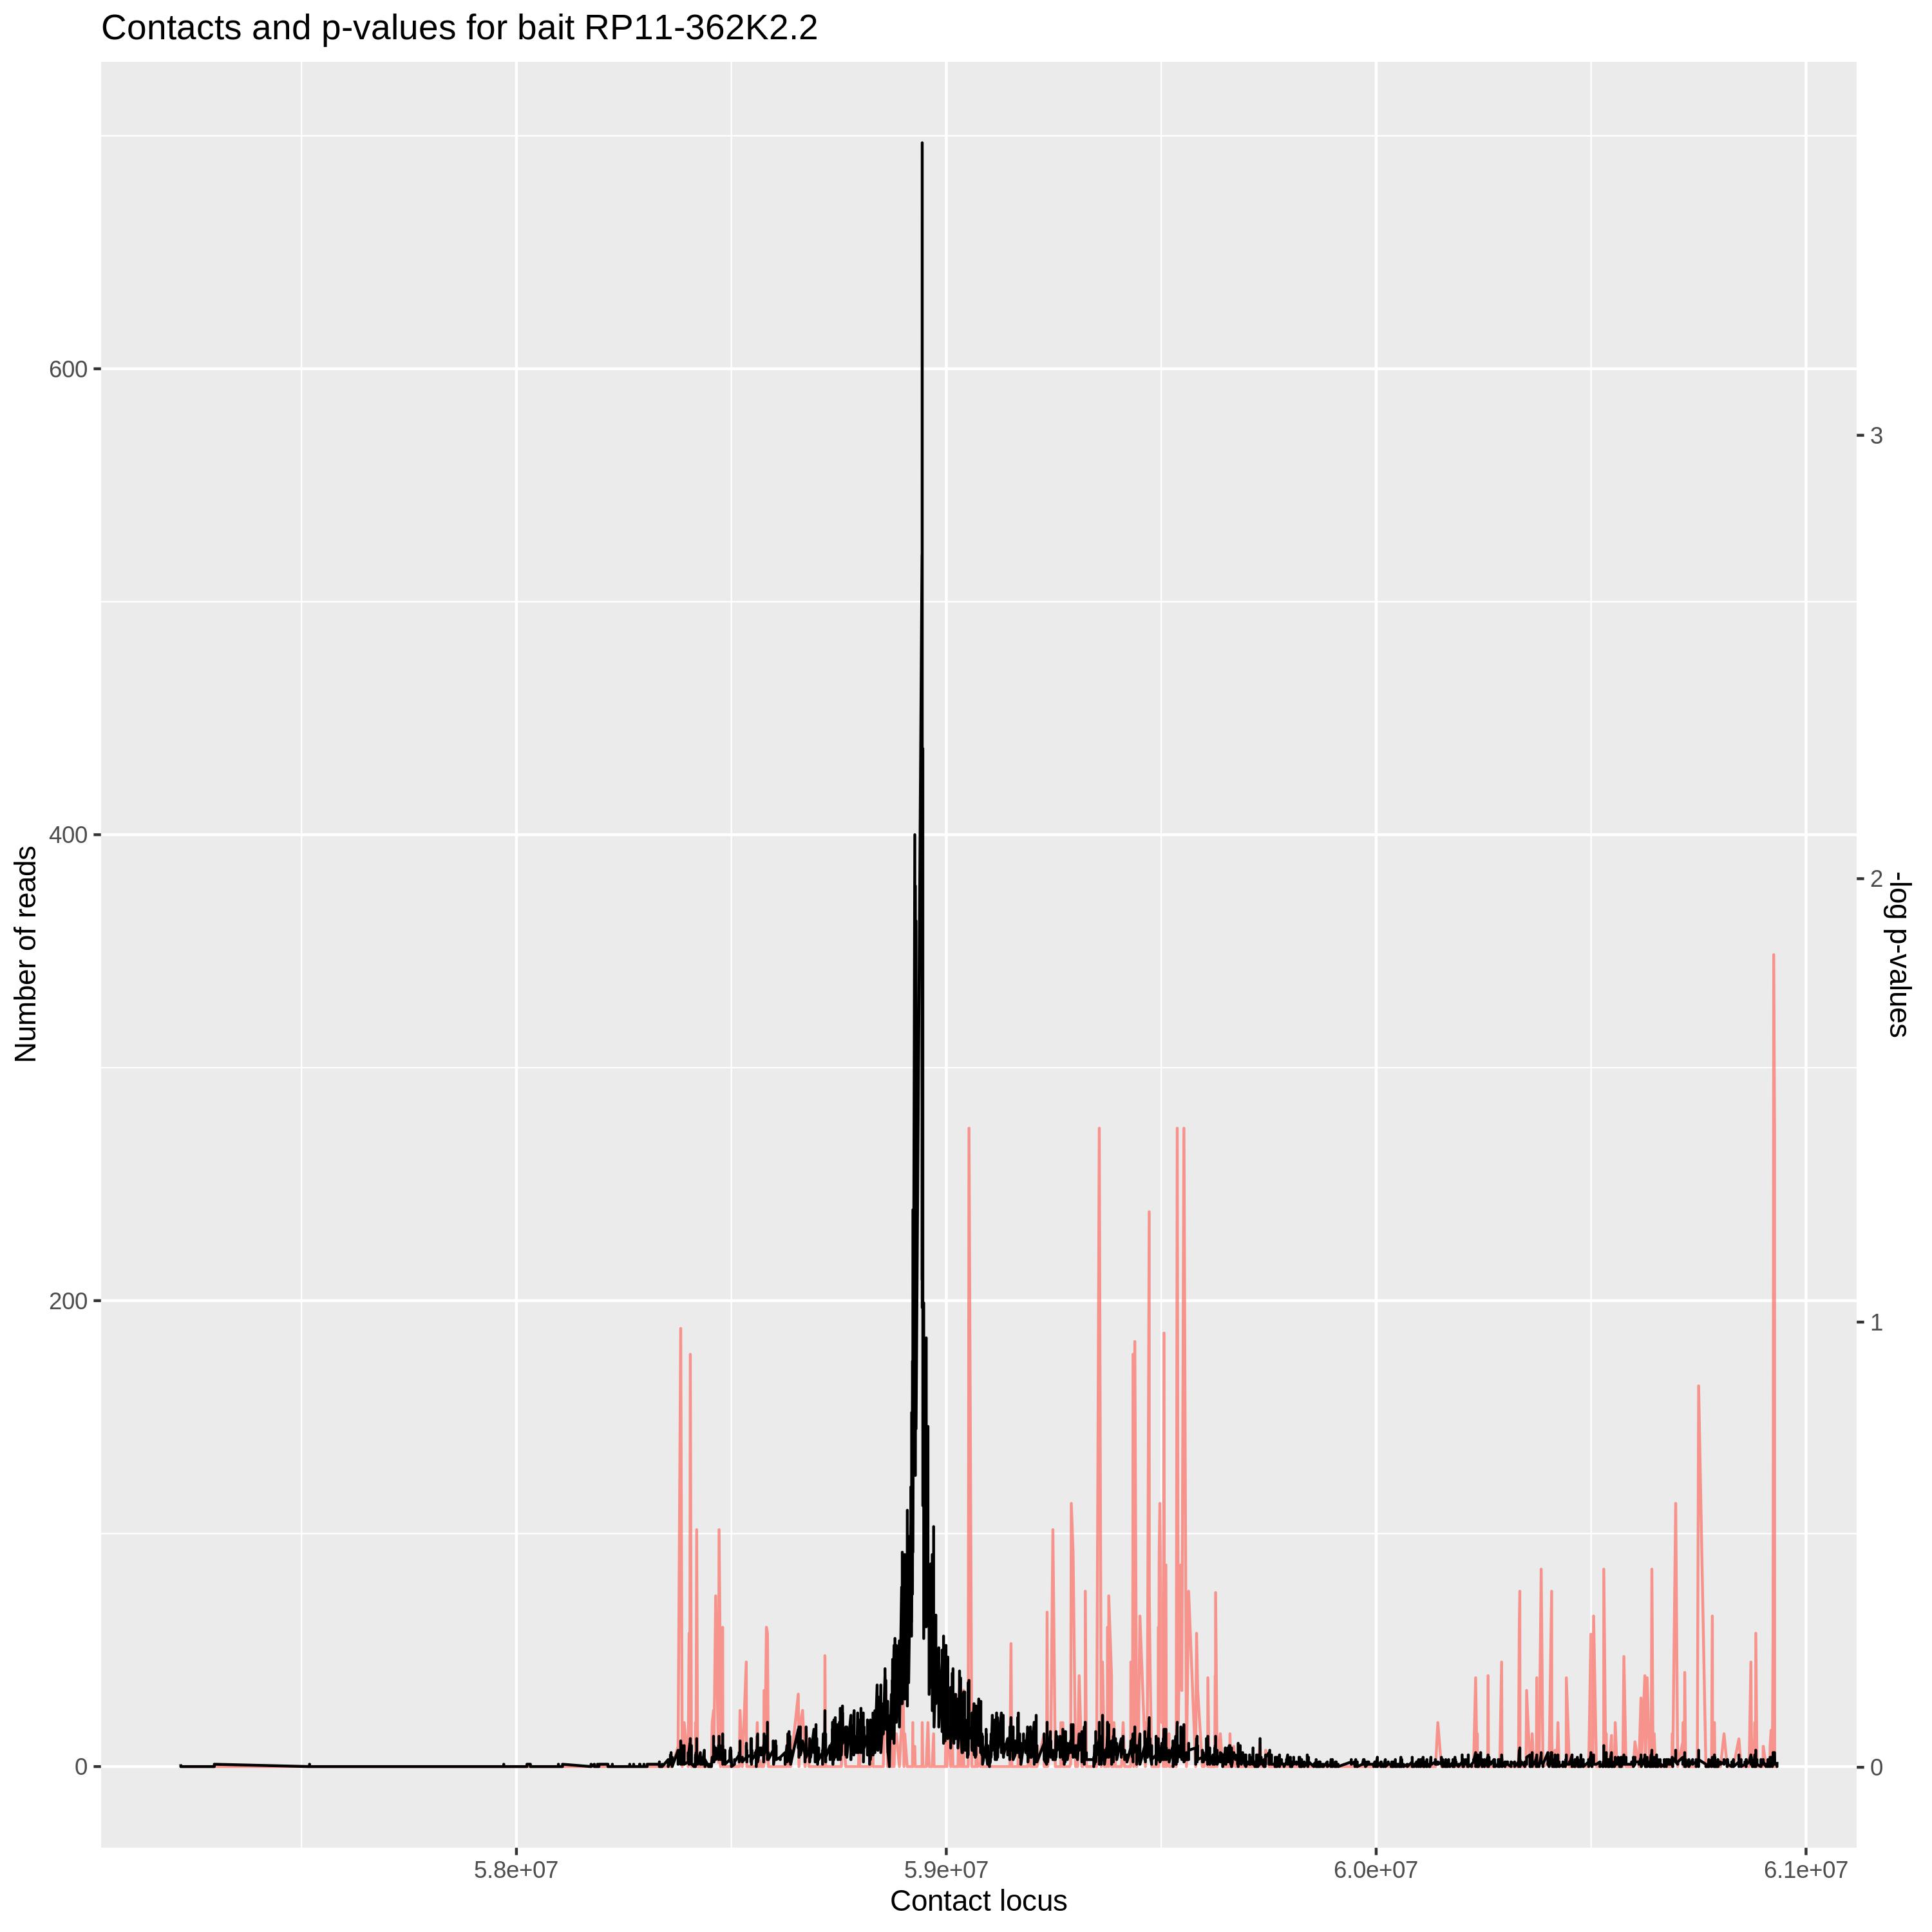 Contacts and p-values for bait RP11-362K2.2
600
400
200
0
Number of reads
3
2
1
0
-log p-values
5.8e+07
5.9e+07
6.0e+07
6.1e+07
Contact locus